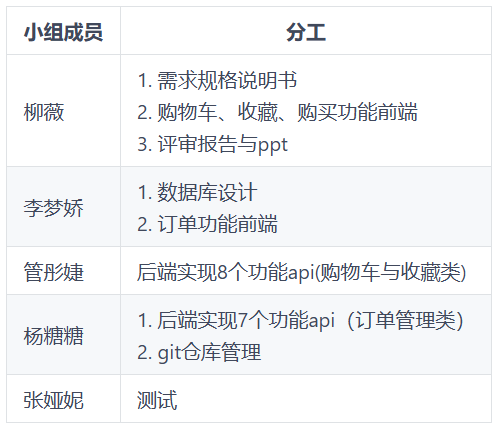 小组成员 分工
柳薇
1. 需求规格说明书
2. 购物车、收藏、购买功能前端
3. 评审报告与ppt
李梦娇
1. 数据库设计
2. 订单功能前端
管彤婕 后端实现8个功能api(购物车与收藏类)
杨糖糖
1. 后端实现7个功能api（订单管理类）
2. git仓库管理
张娅妮 测试